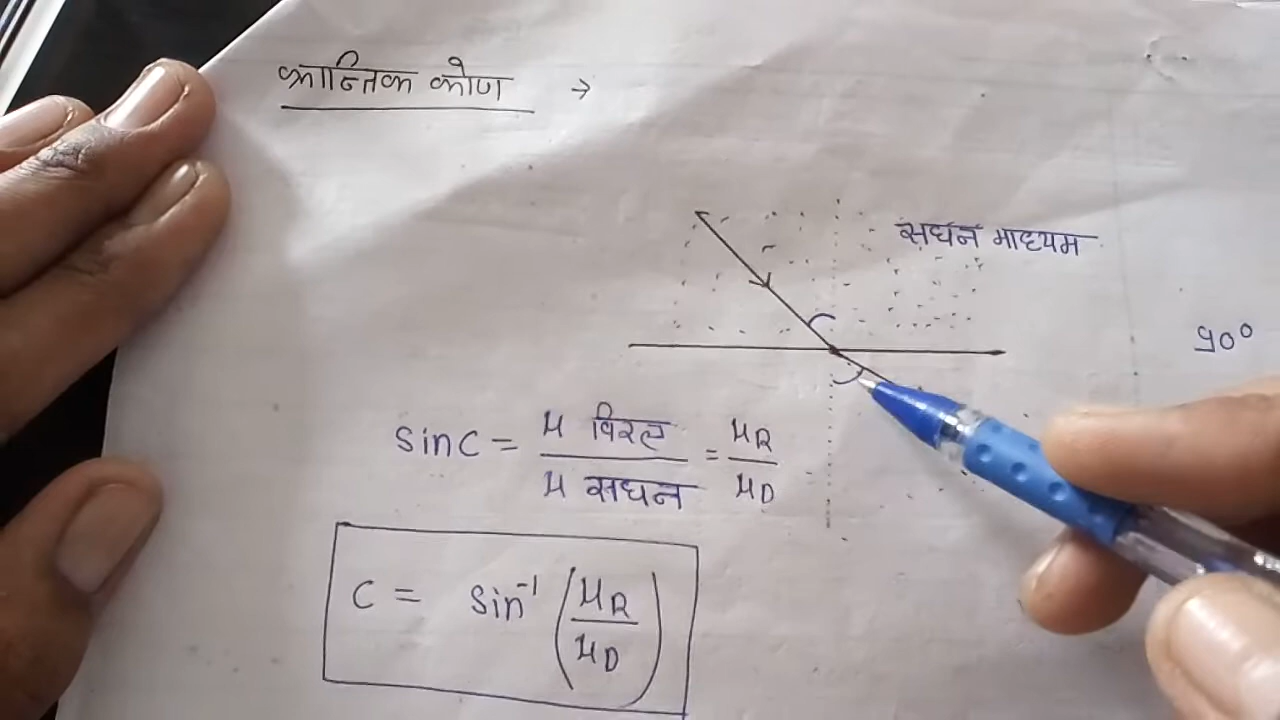 क्रान्तिक कोण →
सघन माध्यम
90°
sinc = μ विरल / μ सघन = μR / μD
C = sin⁻¹ (μR / μD)